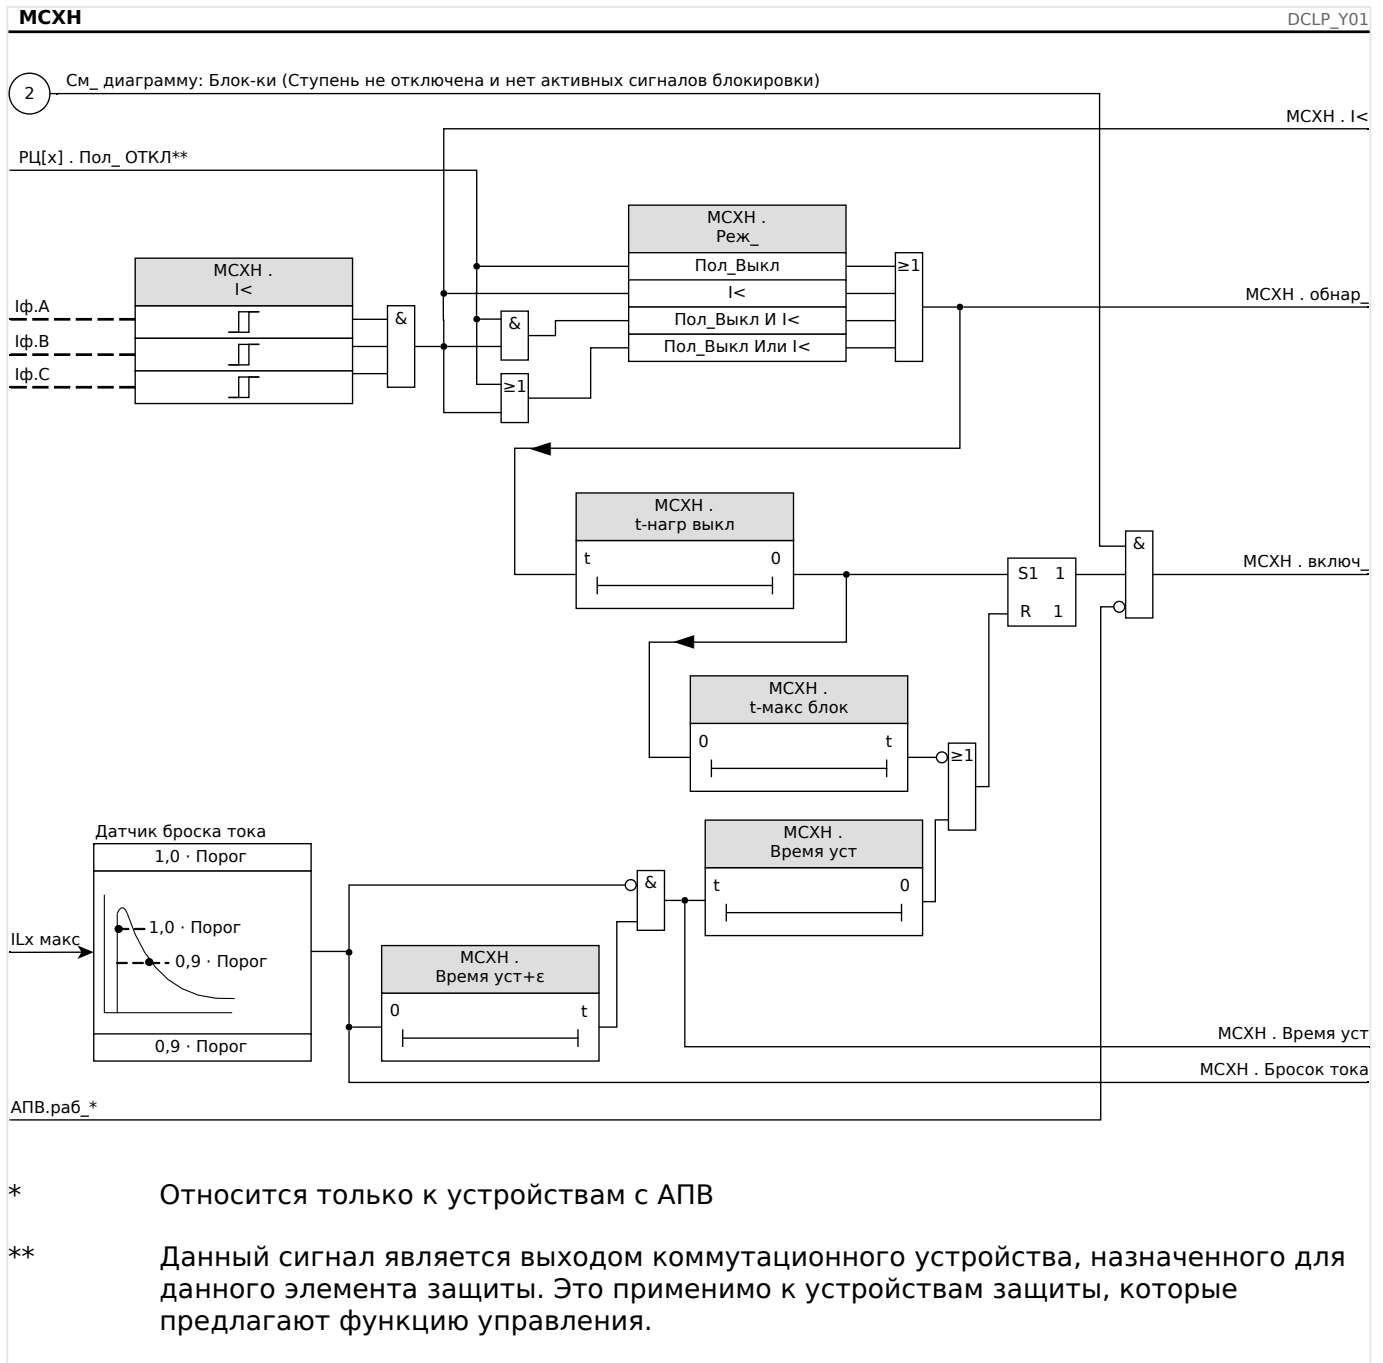 МСХН
DCLP_Y01
2
См_ диаграмму: Блок-ки (Ступень не отключена и нет активных сигналов блокировки)
МСХН . I<
РЦ[x] . Пол_ ОТКЛ**
МСХН .
Реж_
Пол_Выкл
I<
Пол_Выкл И I<
Пол_Выкл Или I<
≥1
МСХН .
I<
Iф.A
Iф.B
Iф.C
&
&
≥1
МСХН . обнар_
МСХН .
t-нагр выкл
t 0
S1 1
R 1
&
МСХН . включ_
МСХН .
t-макс блок
0 t
≥1
Датчик броска тока
1,0 · Порог
1,0 · Порог
0,9 · Порог
0,9 · Порог
ILx макс
МСХН .
Время уст+ε
0 t
&
МСХН .
Время уст
t 0
МСХН . Время уст
МСХН . Бросок тока
АПВ.раб_*
* Относится только к устройствам с АПВ
** Данный сигнал является выходом коммутационного устройства, назначенного для
данного элемента защиты. Это применимо к устройствам защиты, которые
предлагают функцию управления.